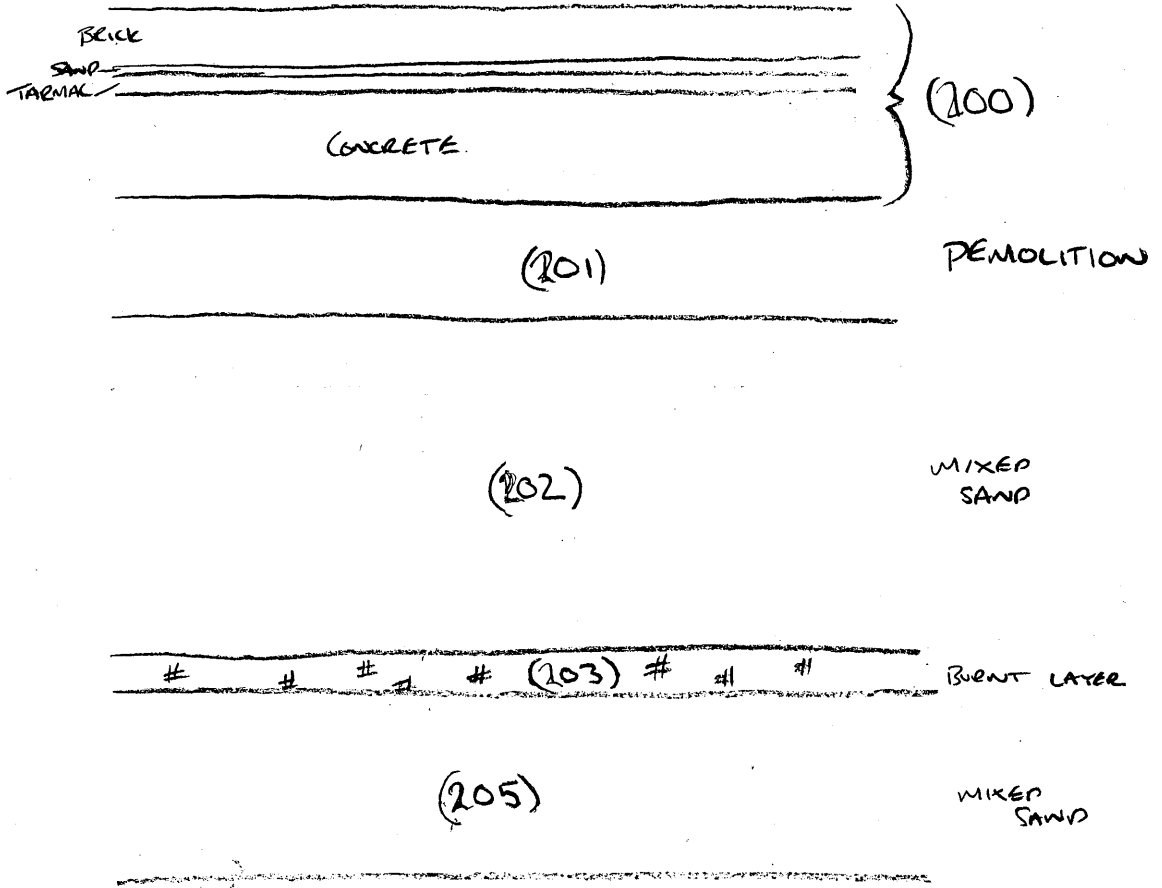 BRICK
SAND
TARMAC
(200)
CONCRETE.
(201)
DEMOLITION
(202)
MIXED
SAND
# # # # # (203) # # #
BURNT LAYER
(205)
MIXED
SAND